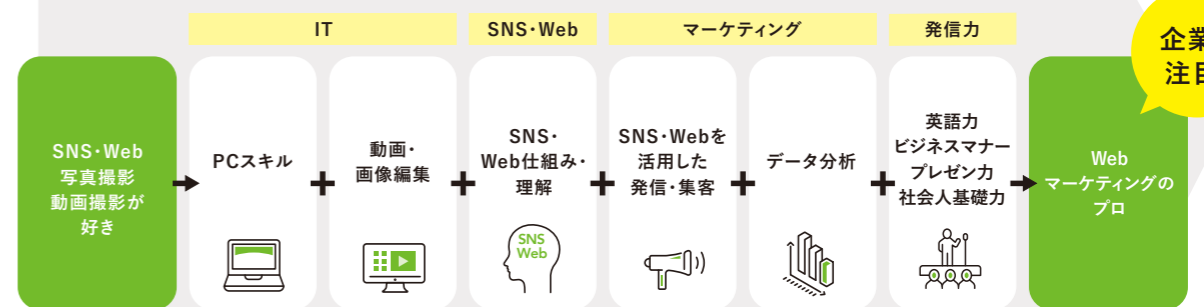 IT
SNS・Web
マーケティング
発信力
企業
注目
SNS・Web
写真撮影
動画撮影が
好き
PCスキル
動画・
画像編集
SNS・
Web仕組み・
理解
SNS
Web
SNS・Webを
活用した
発信・集客
データ分析
英語力
ビジネスマナー
プレゼン力
社会人基礎力
Web
マーケティングの
プロ